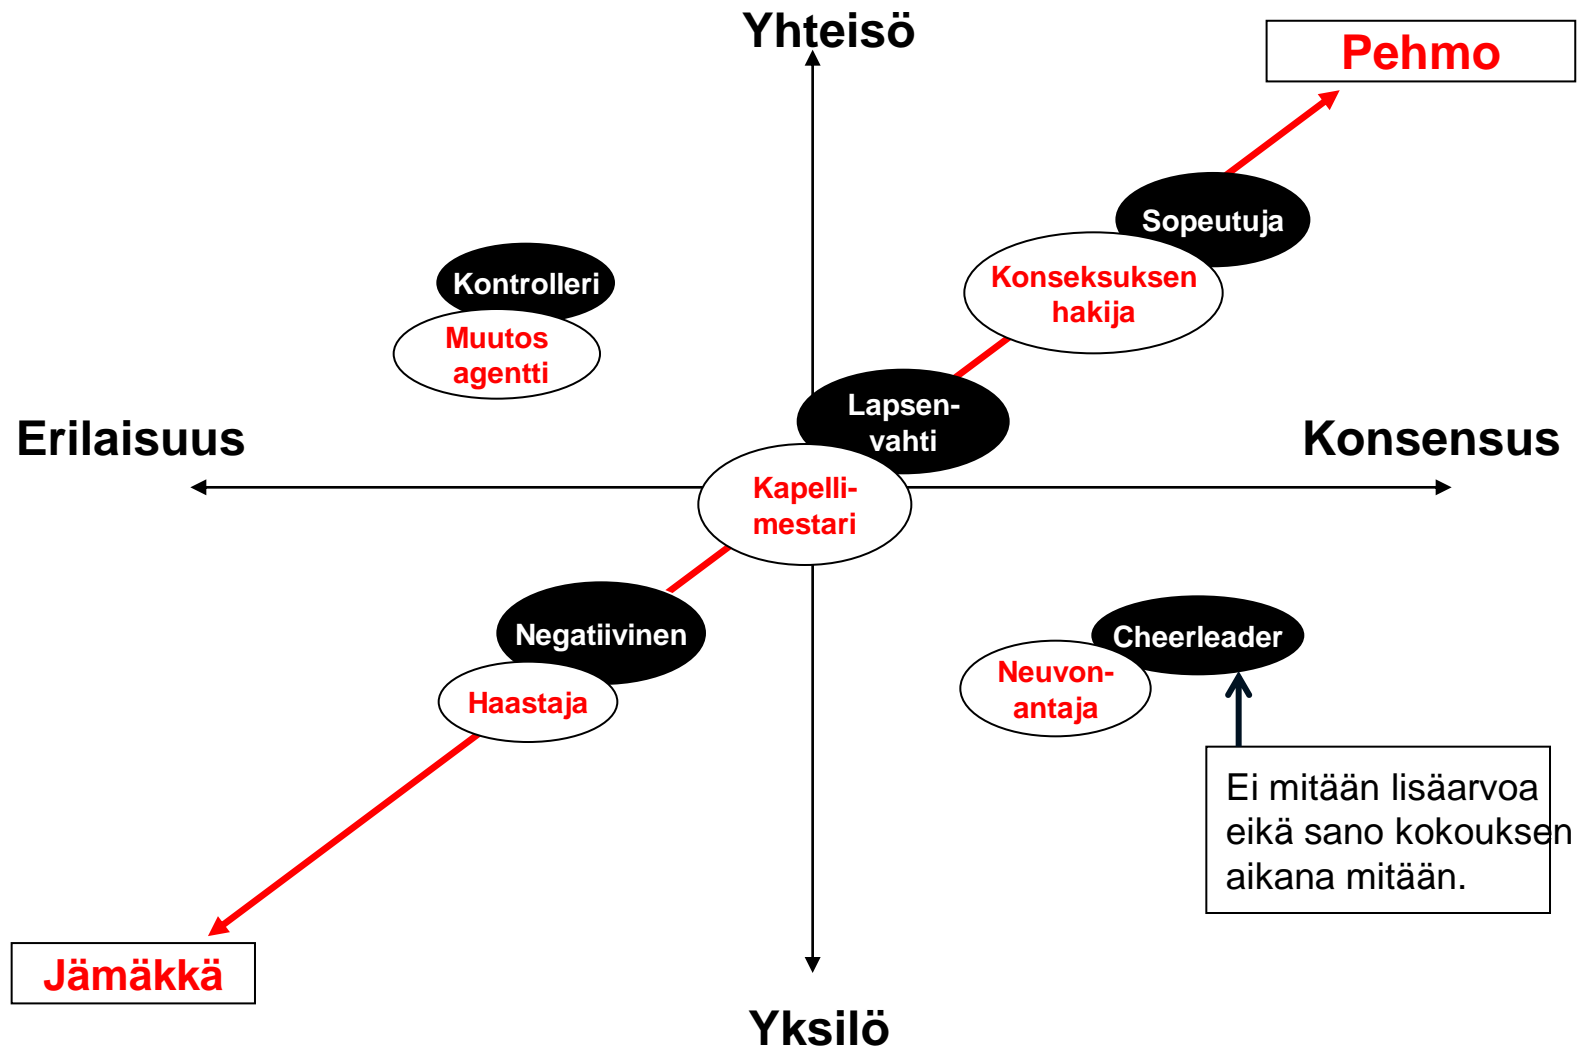 Yhteisö
Pehmo
Sopeutuja
Kontrolleri
Konseksuksen
hakija
Muutos
agentti
Lapsen-
vahti
Erilaisuus
Konsensus
Kapelli-
mestari
Negatiivinen
Cheerleader
Haastaja
Neuvon-
antaja
Ei mitään lisäarvoa
eikä sano kokouksen
aikana mitään.
Jämäkkä
Yksilö